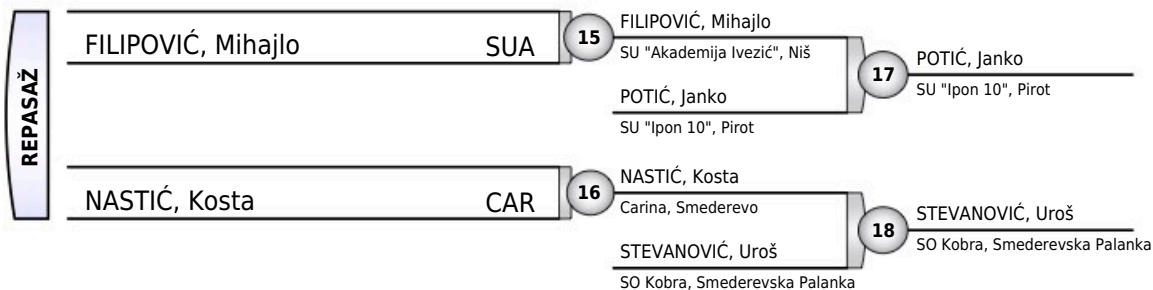 REPASAŽ
FILIPOVIĆ, Mihajlo SUA
15
FILIPOVIĆ, Mihajlo
SU "Akademija Ivezić", Niš
POTIĆ, Janko
SU "Ipon 10", Pirot
17
POTIĆ, Janko
SU "Ipon 10", Pirot
NASTIĆ, Kosta CAR
16
NASTIĆ, Kosta
Carina, Smederevo
STEVANOVIĆ, Uroš
SO Kobra, Smederevska Palanka
18
STEVANOVIĆ, Uroš
SO Kobra, Smederevska Palanka